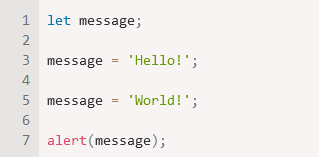 1 let message;
2
3 message = 'Hello!';
4
5 message = 'World!';
6
7 alert(message);